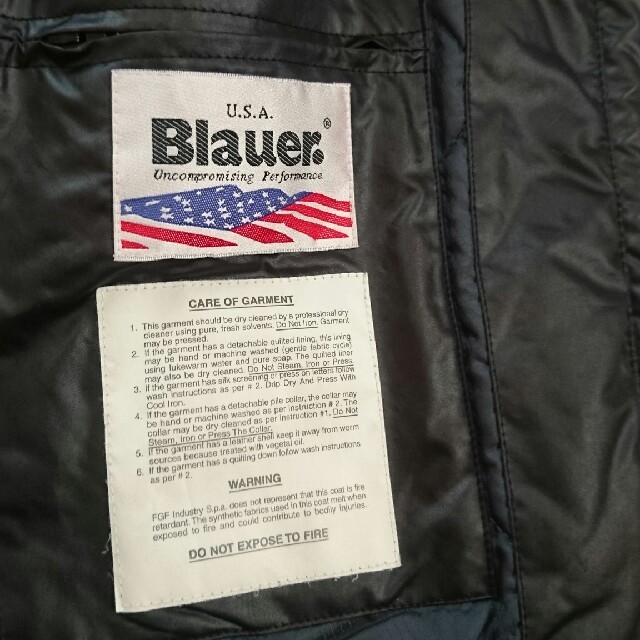 U.S.A.
Blauer.®
Uncompromising Performance
CARE OF GARMENT
1. This garment should be dry cleaned by a professional dry
cleaner using pure, fresh solvents. Do Not Iron. Garment
may be pressed.
2. If the garment has a detachable quilted lining, this lining
may be hand or machine washed (gentle fabric cycle)
using lukewarm water and pure soap. The quilted liner
may also be dry cleaned. Do Not Steam, Iron or Press.
3. If the garment has silk screening or press on letters follow
wash instructions as per # 2. Drip Dry And Press With
Cool Iron.
4. If the garment has a detachable pile collar, the collar may
be hand or machine washed as per instruction # 2. The
collar may be dry cleaned as per instruction #1. Do Not
Steam, Iron or Press The Collar.
5. If the garment has a leather shell keep it away from worm
sources because treated with vegetal oil.
6. If the garment has a quilting down follow wash instructions
as per # 2.
WARNING
FGF Industry S.p.a. does not represent that this coat is fire
retardant. The synthetic fabrics used in this coat melt when
exposed to fire and could contribute to bodily injuries.
DO NOT EXPOSE TO FIRE